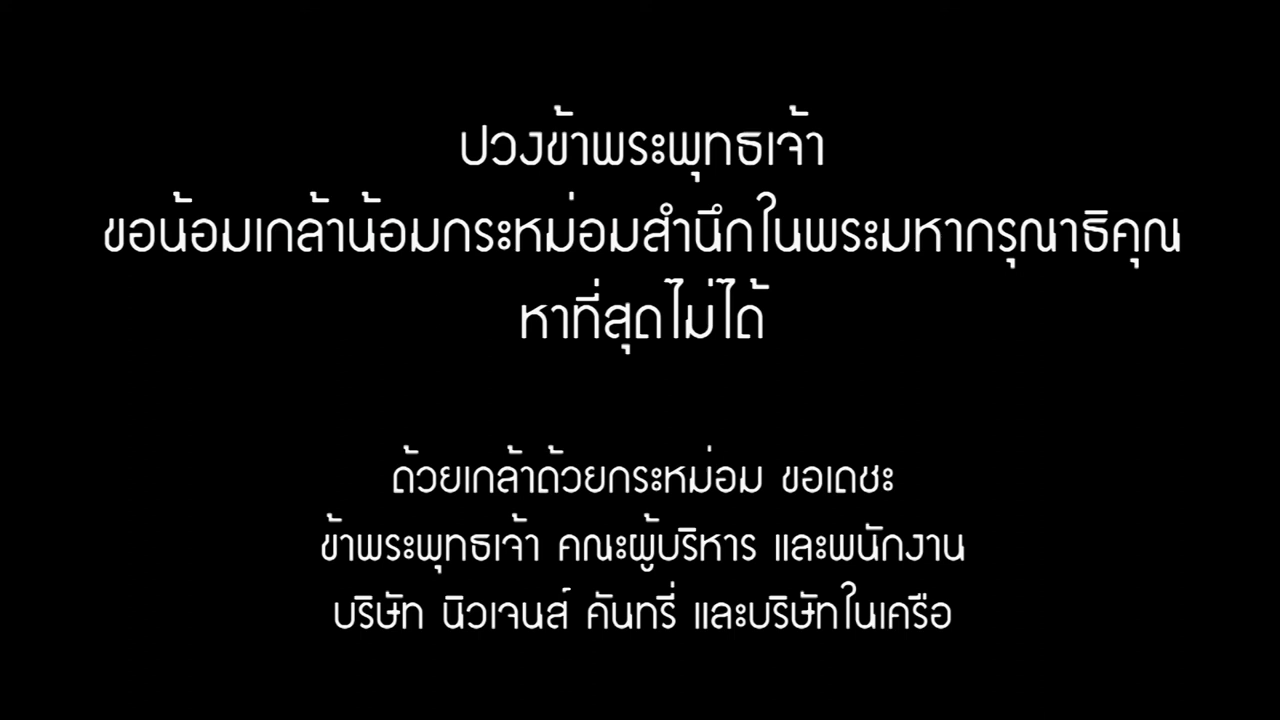 ปวงข้าพระพุทธเจ้า
ขอน้อมเกล้าน้อมกระหม่อมสำนึกในพระมหากรุณาธิคุณ
หาที่สุดไม่ได้
ด้วยเกล้าด้วยกระหม่อม ขอเดชะ
ข้าพระพุทธเจ้า คณะผู้บริหาร และพนักงาน
บริษัท นิวเจนส์ คันทรี่ และบริษัทในเครือ